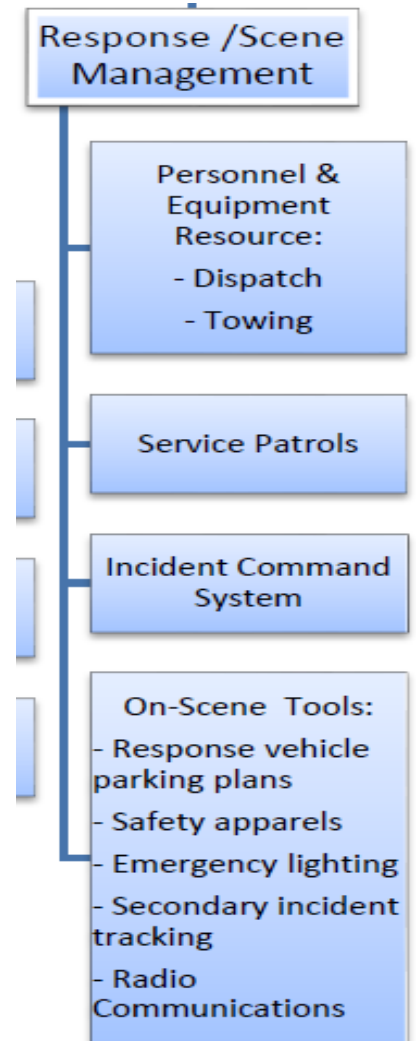 Response /Scene
Management
Personnel &
Equipment
Resource:
- Dispatch
- Towing
Service Patrols
Incident Command
System
On-Scene Tools:
- Response vehicle
parking plans
- Safety apparels
- Emergency lighting
- Secondary incident
tracking
- Radio
Communications